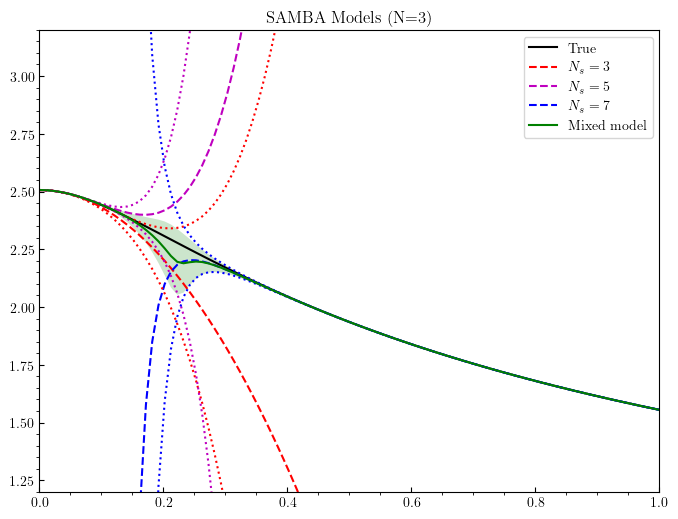 SAMBA Models (N=3)
True
N_s = 3
N_s = 5
N_s = 7
Mixed model
3.00
2.75
2.50
2.25
2.00
1.75
1.50
1.25
0.0 0.2 0.4 0.6 0.8 1.0